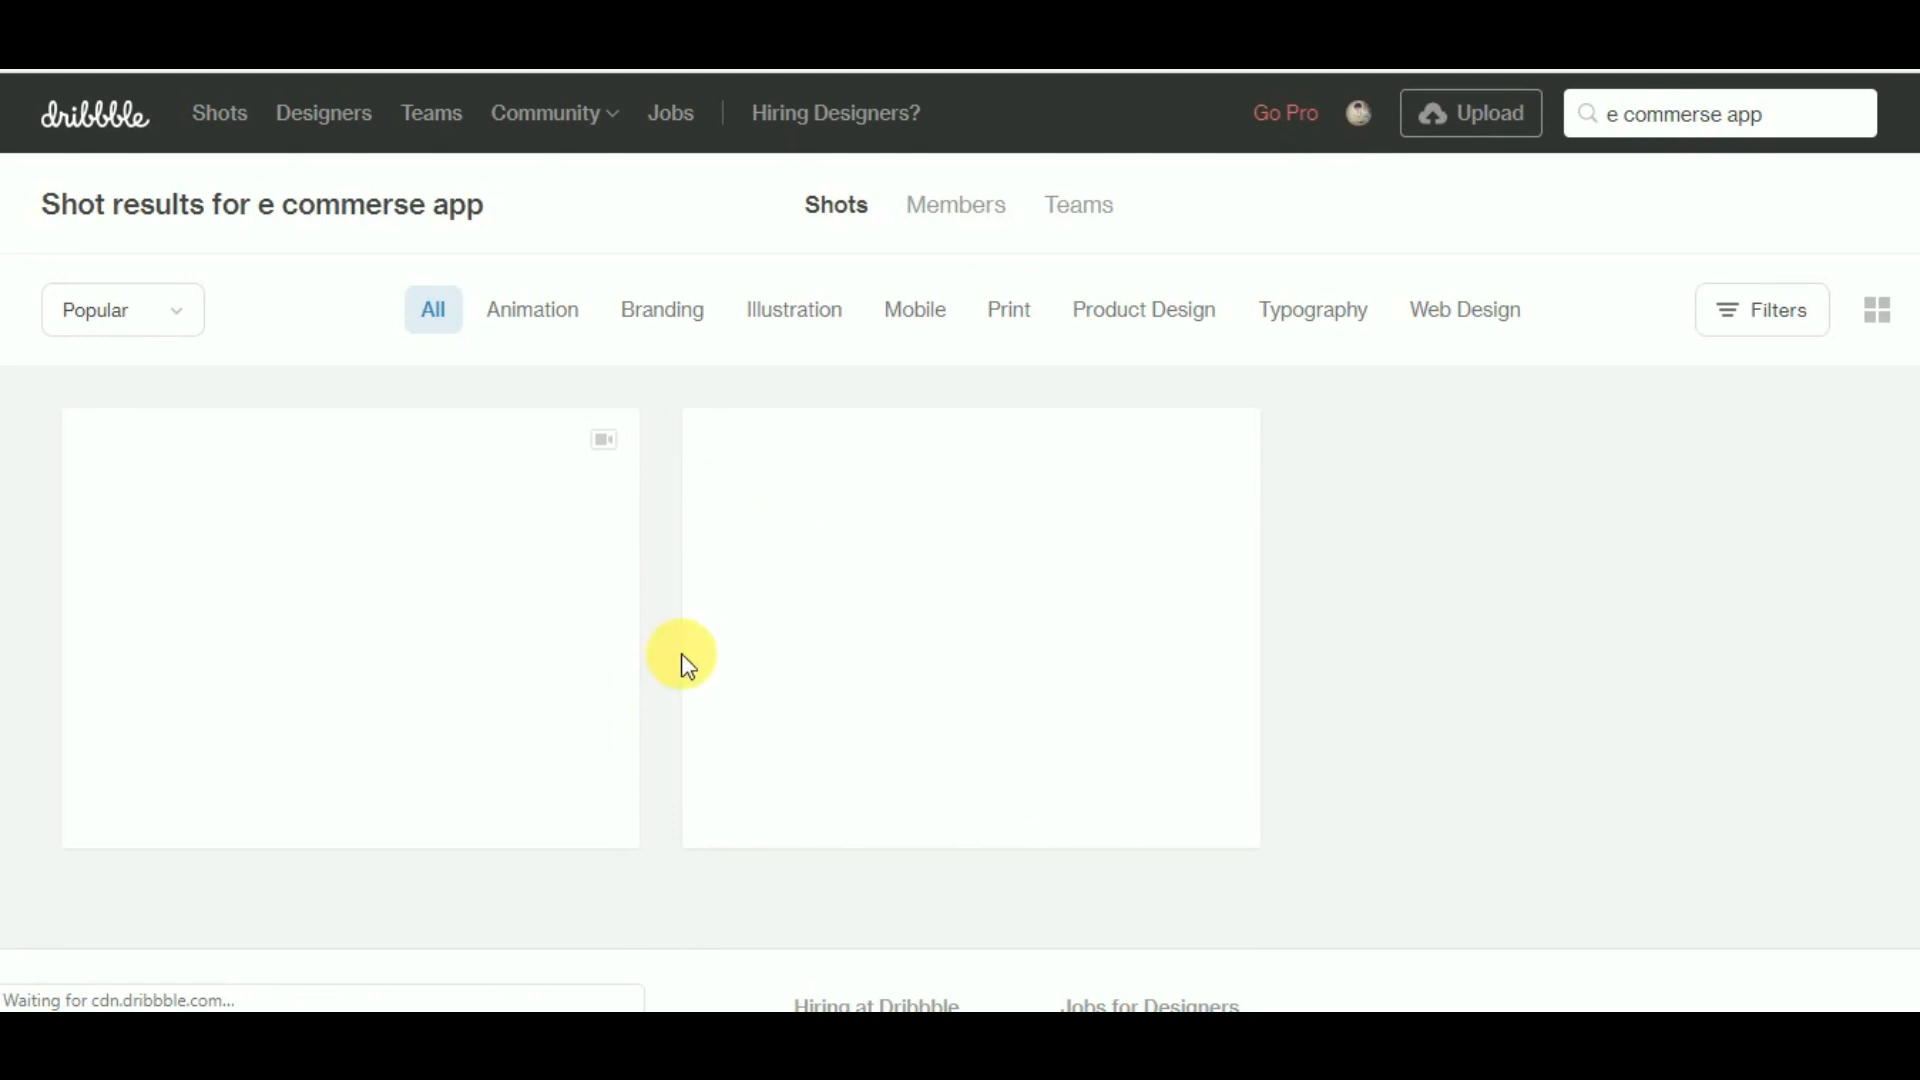 dribbble Shots Designers Teams Community Jobs Hiring Designers? Go Pro Upload e commerse app
Shot results for e commerse app Shots Members Teams
Popular All Animation Branding Illustration Mobile Print Product Design Typography Web Design Filters
Waiting for cdn.dribbble.com... Hiring at Dribbble Jobs for Designers